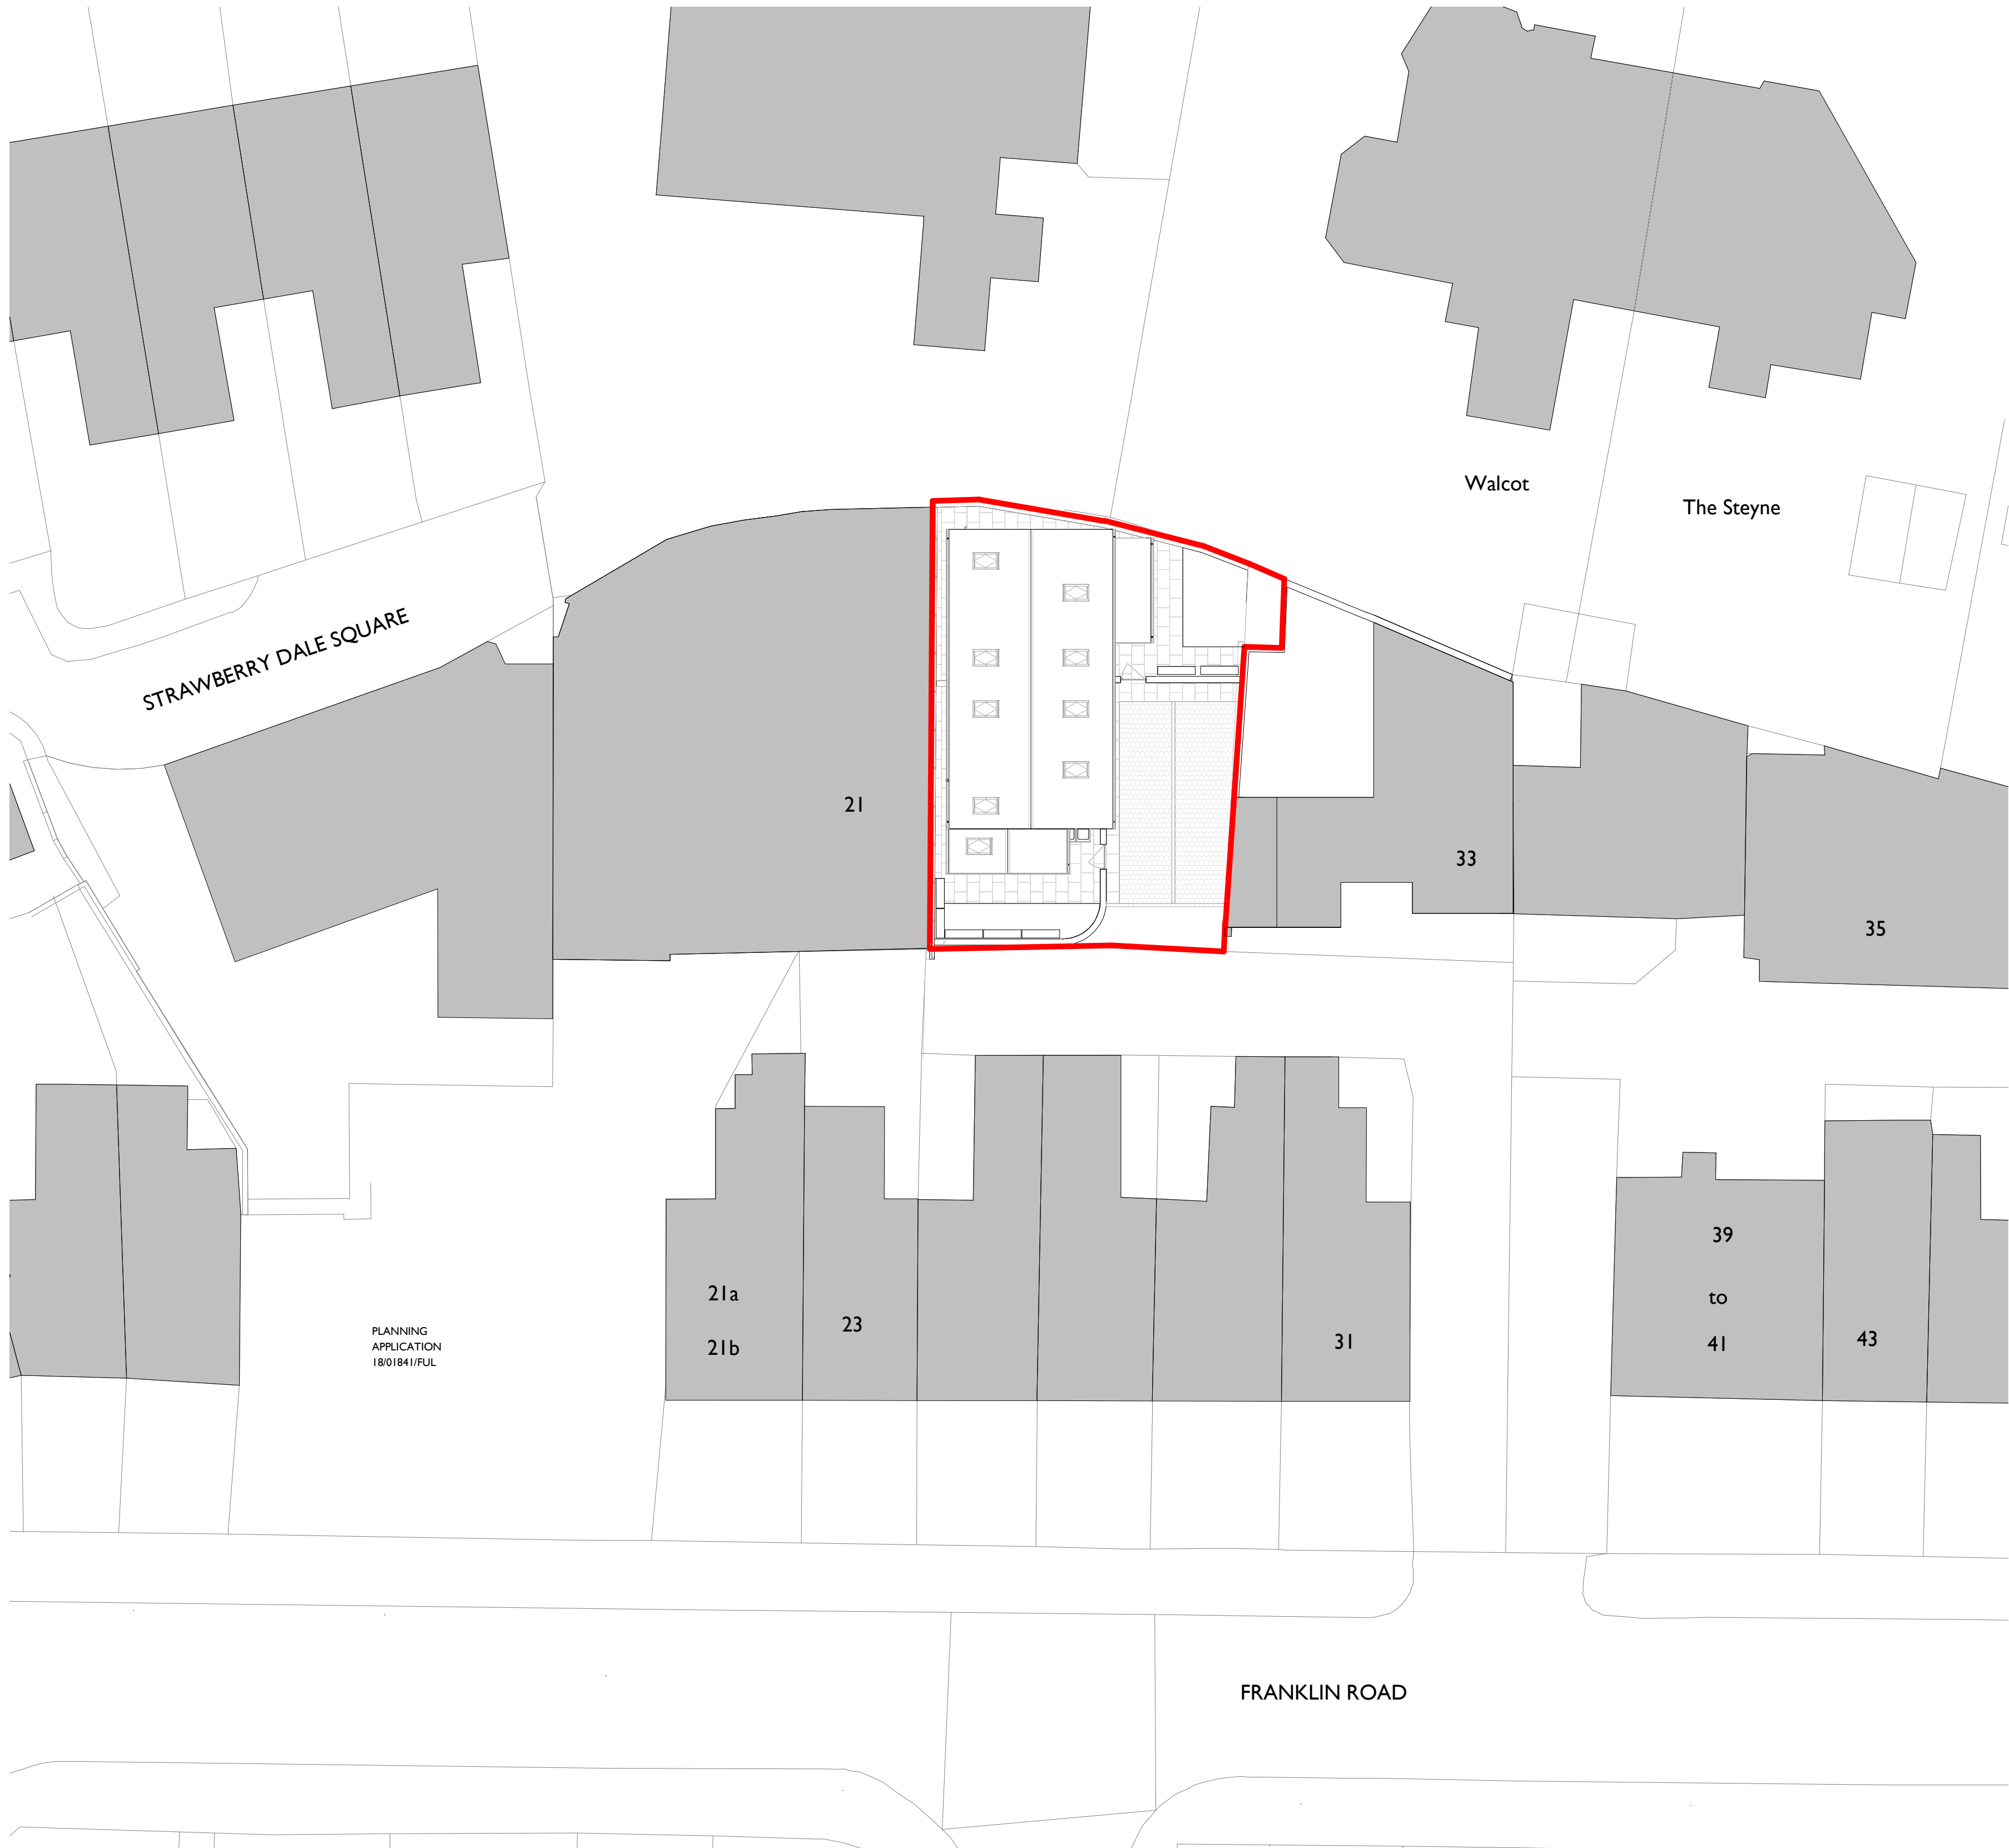 Walcot
The Steyne
STRAWBERRY DALE SQUARE
21
33
35
39
to
41
43
21a
21b
23
31
PLANNING
APPLICATION
18/01841/FUL
FRANKLIN ROAD